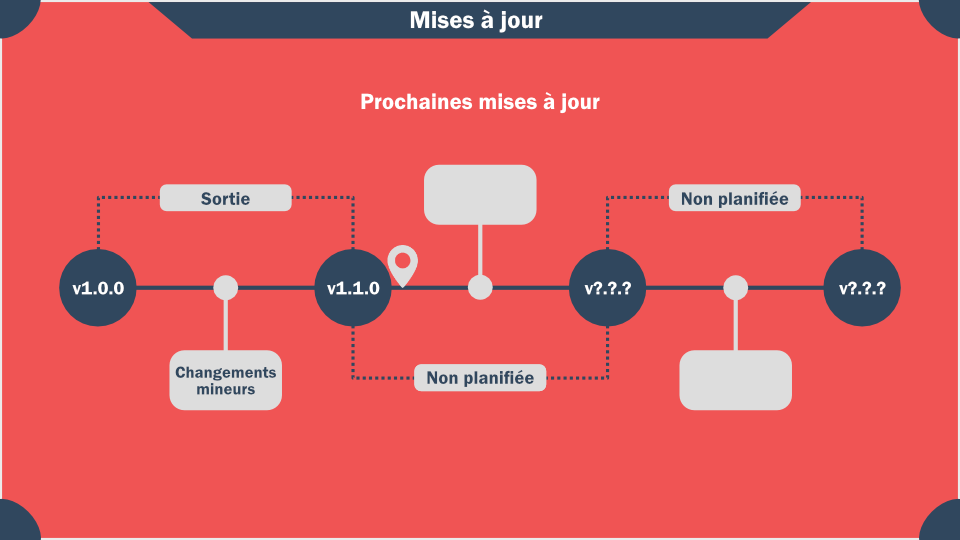 Mises à jour
Prochaines mises à jour
Sortie
Non planifiée
v1.0.0
v1.1.0
v?.?.?
v?.?.?
Changements
mineurs
Non planifiée